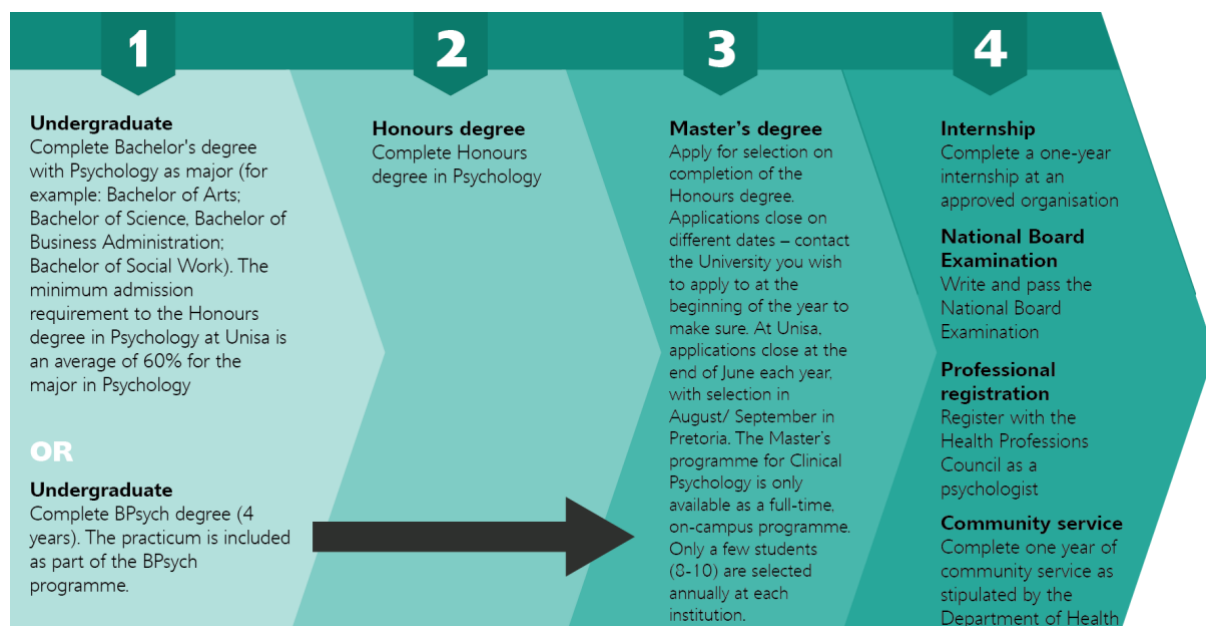 1
Undergraduate
Complete Bachelor's degree
with Psychology as major (for
example: Bachelor of Arts;
Bachelor of Science, Bachelor of
Business Administration;
Bachelor of Social Work). The
minimum admission
requirement to the Honours
degree in Psychology at Unisa is
an average of 60% for the
major in Psychology
OR
Undergraduate
Complete BPsych degree (4
years). The practicum is included
as part of the BPsych
programme.
2
Honours degree
Complete Honours
degree in Psychology
3
Master's degree
Apply for selection on
completion of the
Honours degree.
Applications close on
different dates – contact
the University you wish
to apply to at the
beginning of the year to
make sure. At Unisa,
applications close at the
end of June each year,
with selection in
August/ September in
Pretoria. The Master's
programme for Clinical
Psychology is only
available as a full-time,
on-campus programme.
Only a few students
(8-10) are selected
annually at each
institution.
4
Internship
Complete a one-year
internship at an
approved organisation
National Board
Examination
Write and pass the
National Board
Examination
Professional
registration
Register with the
Health Professions
Council as a
psychologist
Community service
Complete one year of
community service as
stipulated by the
Department of Health